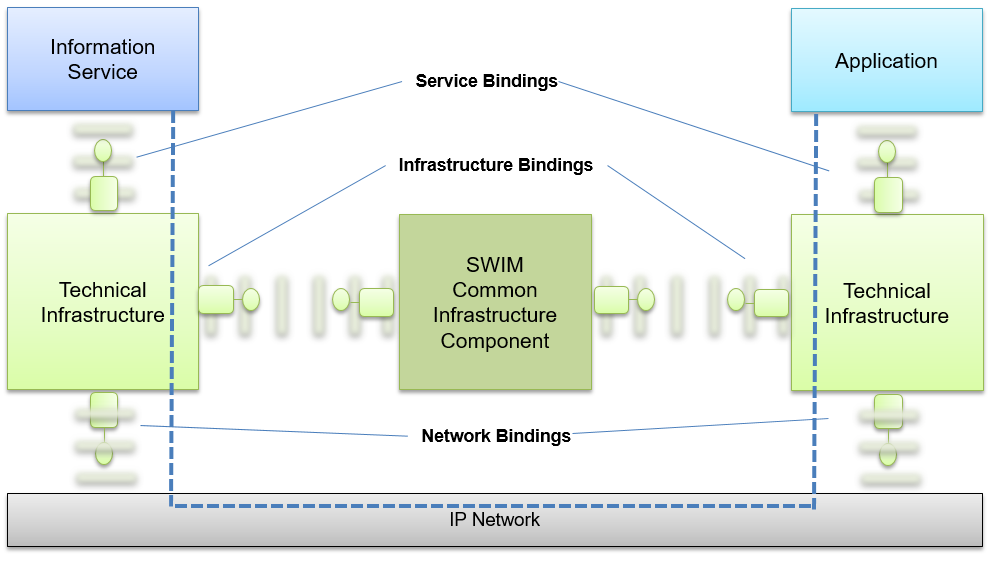 Information
Service
Application
Service Bindings
Infrastructure Bindings
Technical
Infrastructure
SWIM
Common
Infrastructure
Component
Technical
Infrastructure
Network Bindings
IP Network